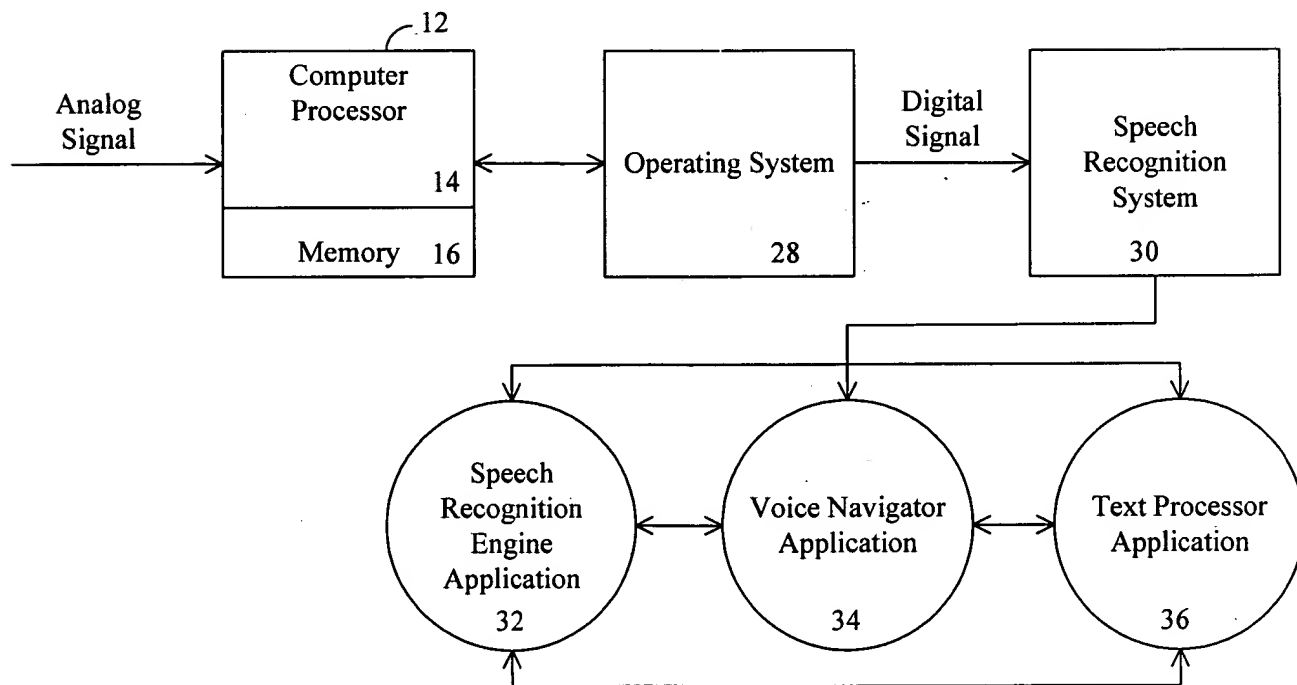 12
Computer
Processor
14
Memory
16
Analog
Signal
Operating System
28
Digital
Signal
Speech
Recognition
System
30
Speech
Recognition
Engine
Application
32
Voice Navigator
Application
34
Text Processor
Application
36